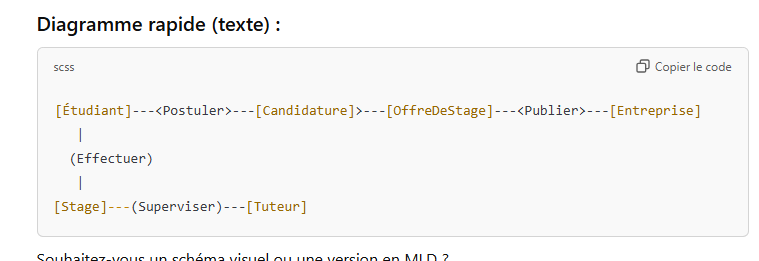 Diagramme rapide (texte) :
scss
Copier le code
[Étudiant]---<Postuler>---[Candidature]>---[OffreDeStage]---<Publier>---[Entreprise]
|
(Effectuer)
|
[Stage]---(Superviser)---[Tuteur]
Souhaitez-vous un schéma visuel ou une version en MLD ?